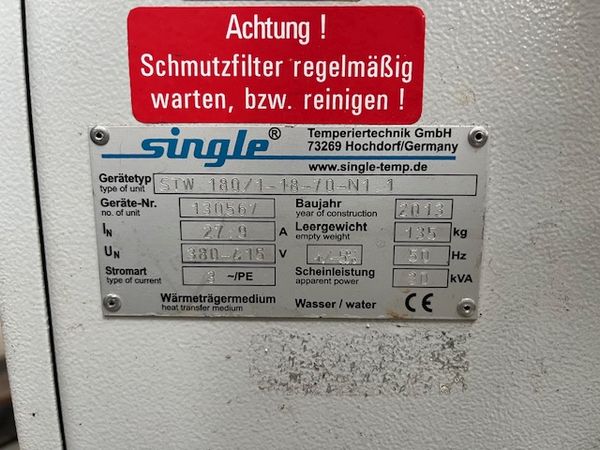 Achtung !
Schmutzfilter regelmäßig
warten, bzw. reinigen !
single® Temperiertechnik GmbH
73269 Hochdorf/Germany
www.single-temp.de
Gerätetyp STW 180/1-18-70-N1 1
type of unit
Geräte-Nr. 130567 Baujahr 2013
no. of unit year of construction
IN 27.9 A Leergewicht 135 kg
empty weight
UN 380-415 V 50 Hz
Stromart 3 ~/PE Scheinleistung 20 kVA
type of current apparent power
Wärmeträgermedium Wasser / water CE
heat transfer medium